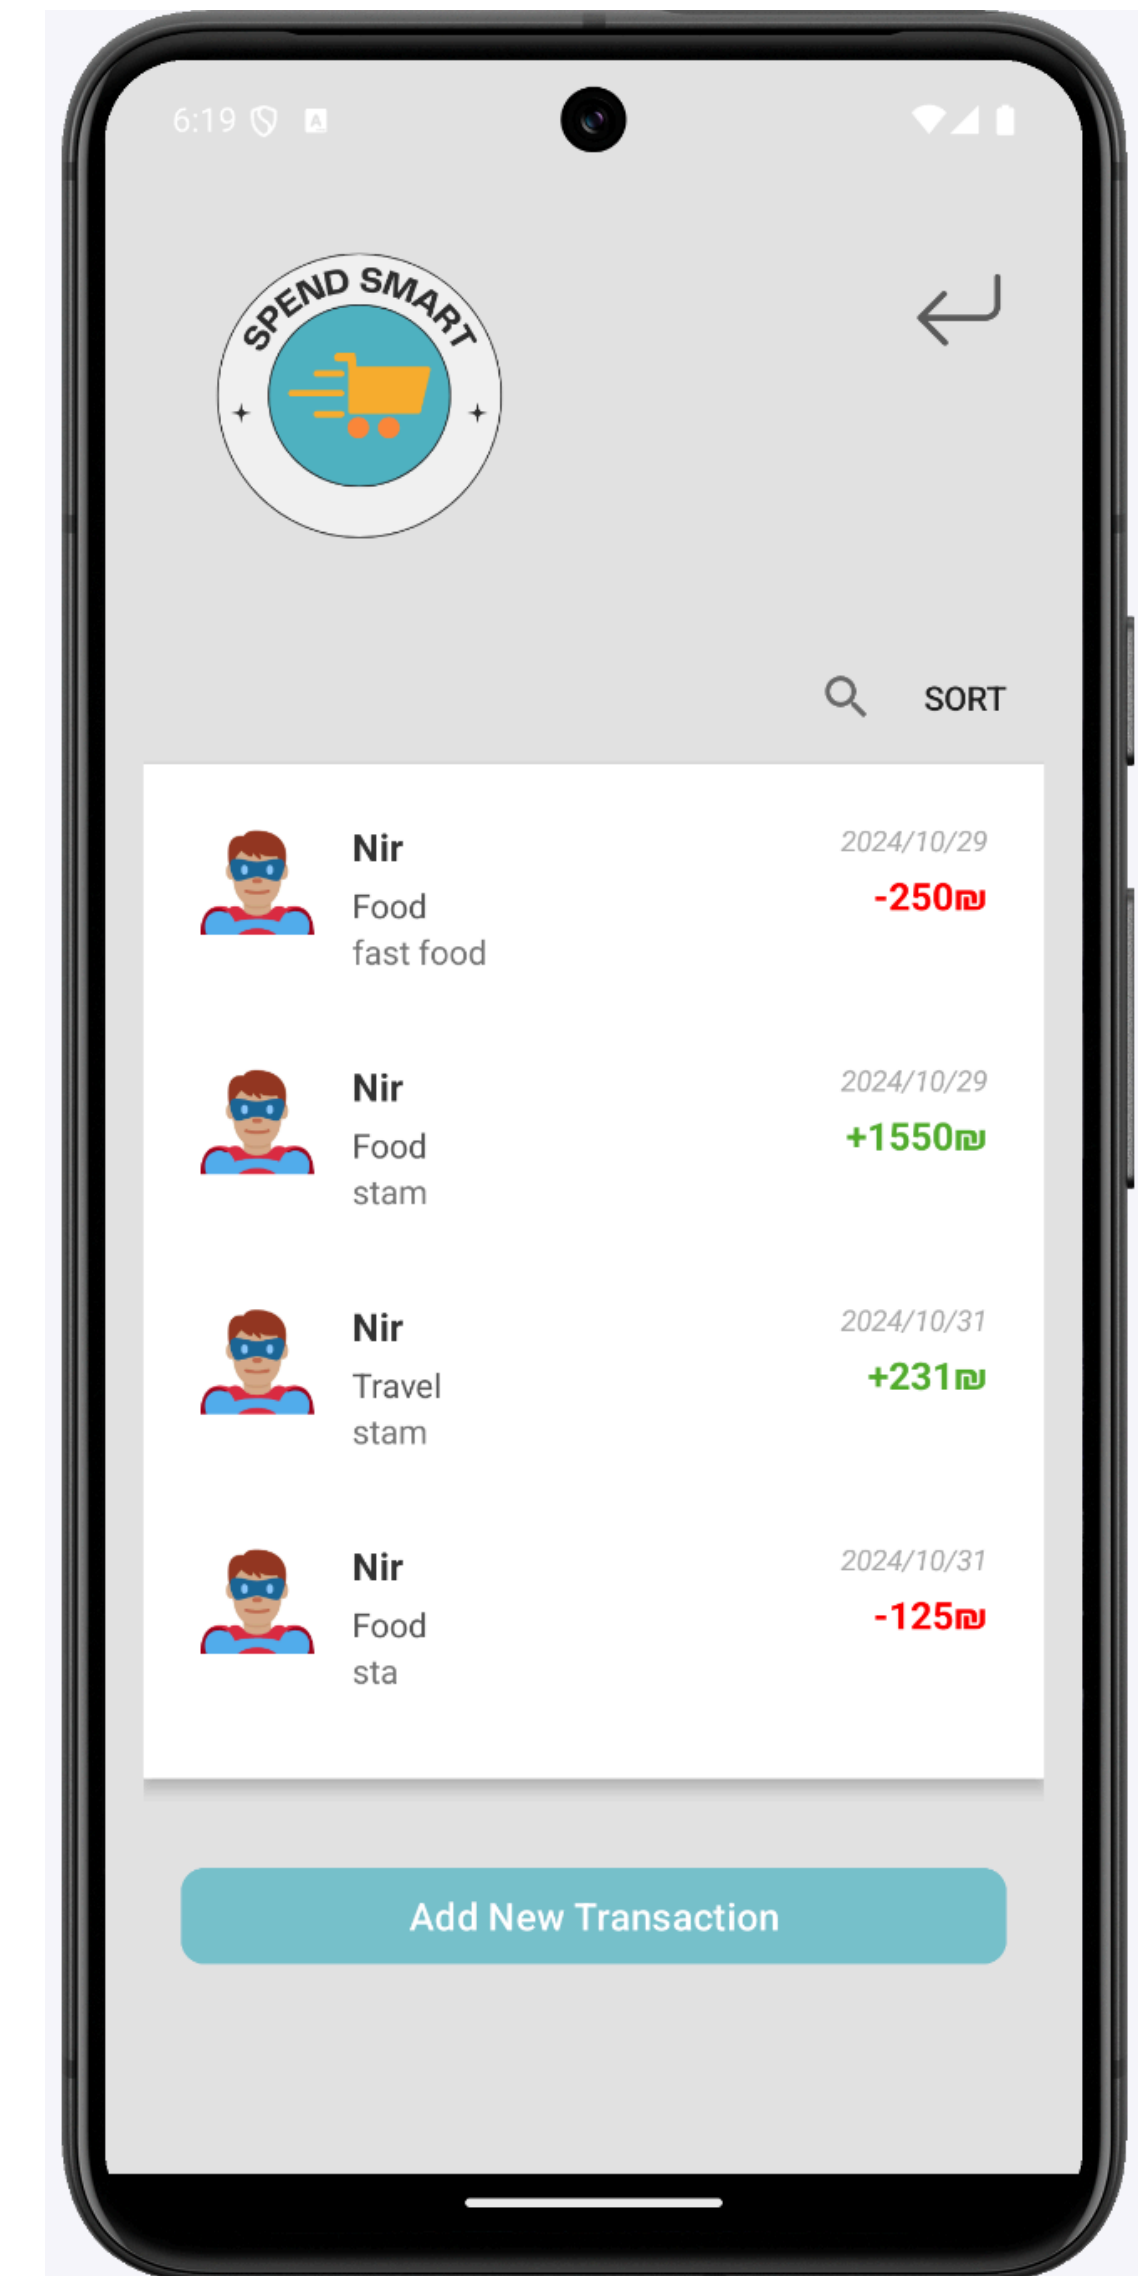 6:19
SPEND SMART
SORT
Nir
2024/10/29
Food
-250₪
fast food
Nir
2024/10/29
Food
+1550₪
stam
Nir
2024/10/31
Travel
+231₪
stam
Nir
2024/10/31
Food
-125₪
sta
Add New Transaction